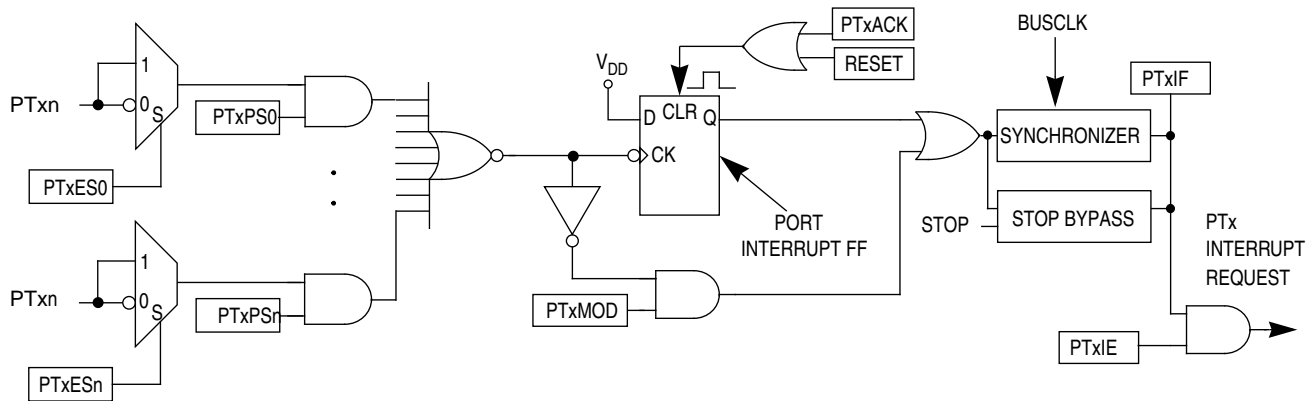 PTxACK
RESET
BUSCLK
PTxIF
VDD
PTxn
1
0
S
PTxPS0
PTxES0
D
CLR
Q
CK
SYNCHRONIZER
STOP BYPASS
STOP
PORT
INTERRUPT FF
PTx
INTERRUPT
REQUEST
PTxn
1
0
S
PTxPSn
PTxESn
PTxMOD
PTxIE